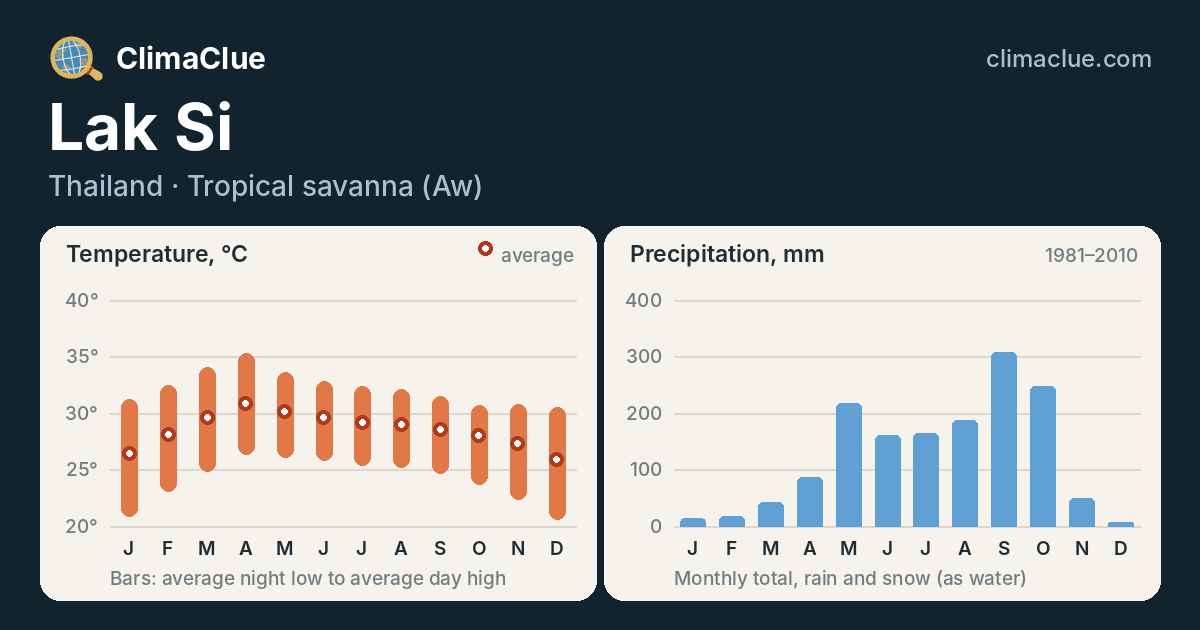 ClimaClue
climaclue.com
Lak Si
Thailand · Tropical savanna (Aw)
Temperature, °C
average
40°
35°
30°
25°
20°
J F M A M J J A S O N D
Bars: average night low to average day high
Precipitation, mm
1981–2010
400
300
200
100
0
J F M A M J J A S O N D
Monthly total, rain and snow (as water)